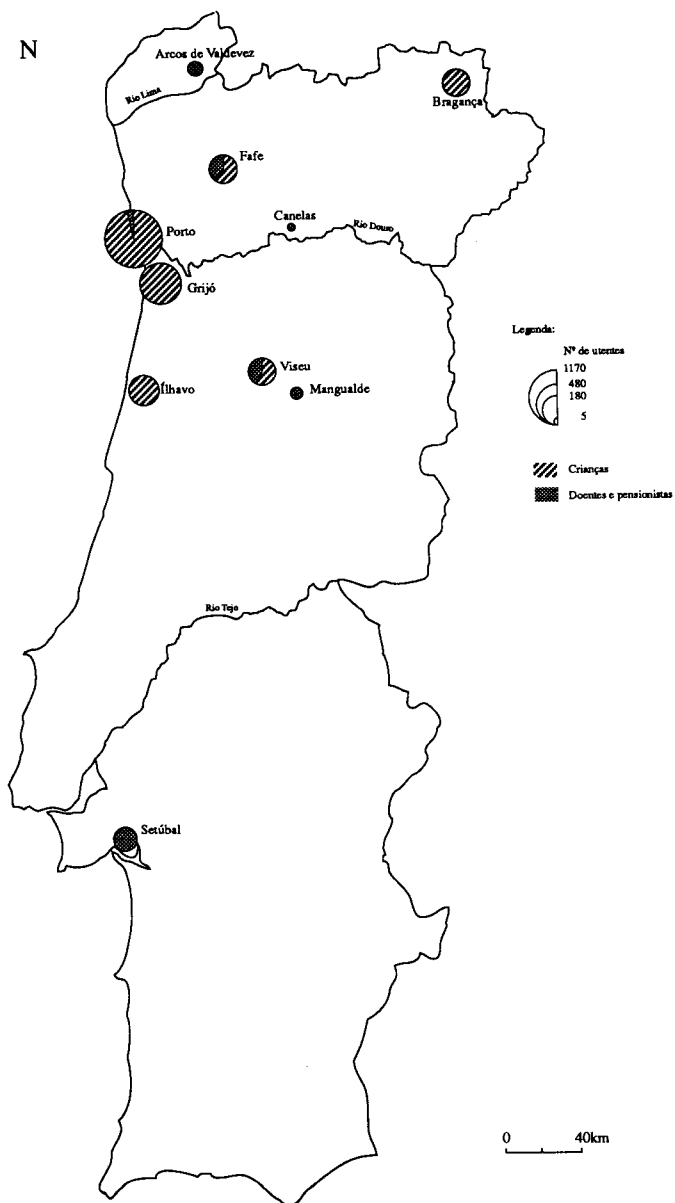 N
Arcos de Valdevez
Rio Lima
Bragança
Fafe
Canelas
Rio Douro
Porto
Grijó
Viseu
Ílhavo
Mangualde
Legenda:
Nº de utentes
1170
480
180
5
Crianças
Doentes e pensionistas
Rio Tejo
Setúbal
0 40km